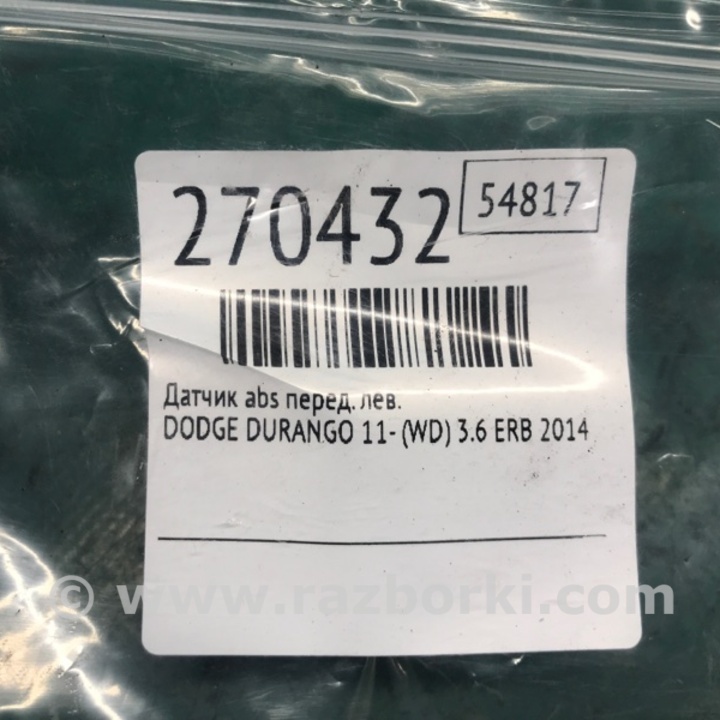 270432
54817
Датчик abs перед. лев.
DODGE DURANGO 11- (WD) 3.6 ERB 2014
© www.razborki.com